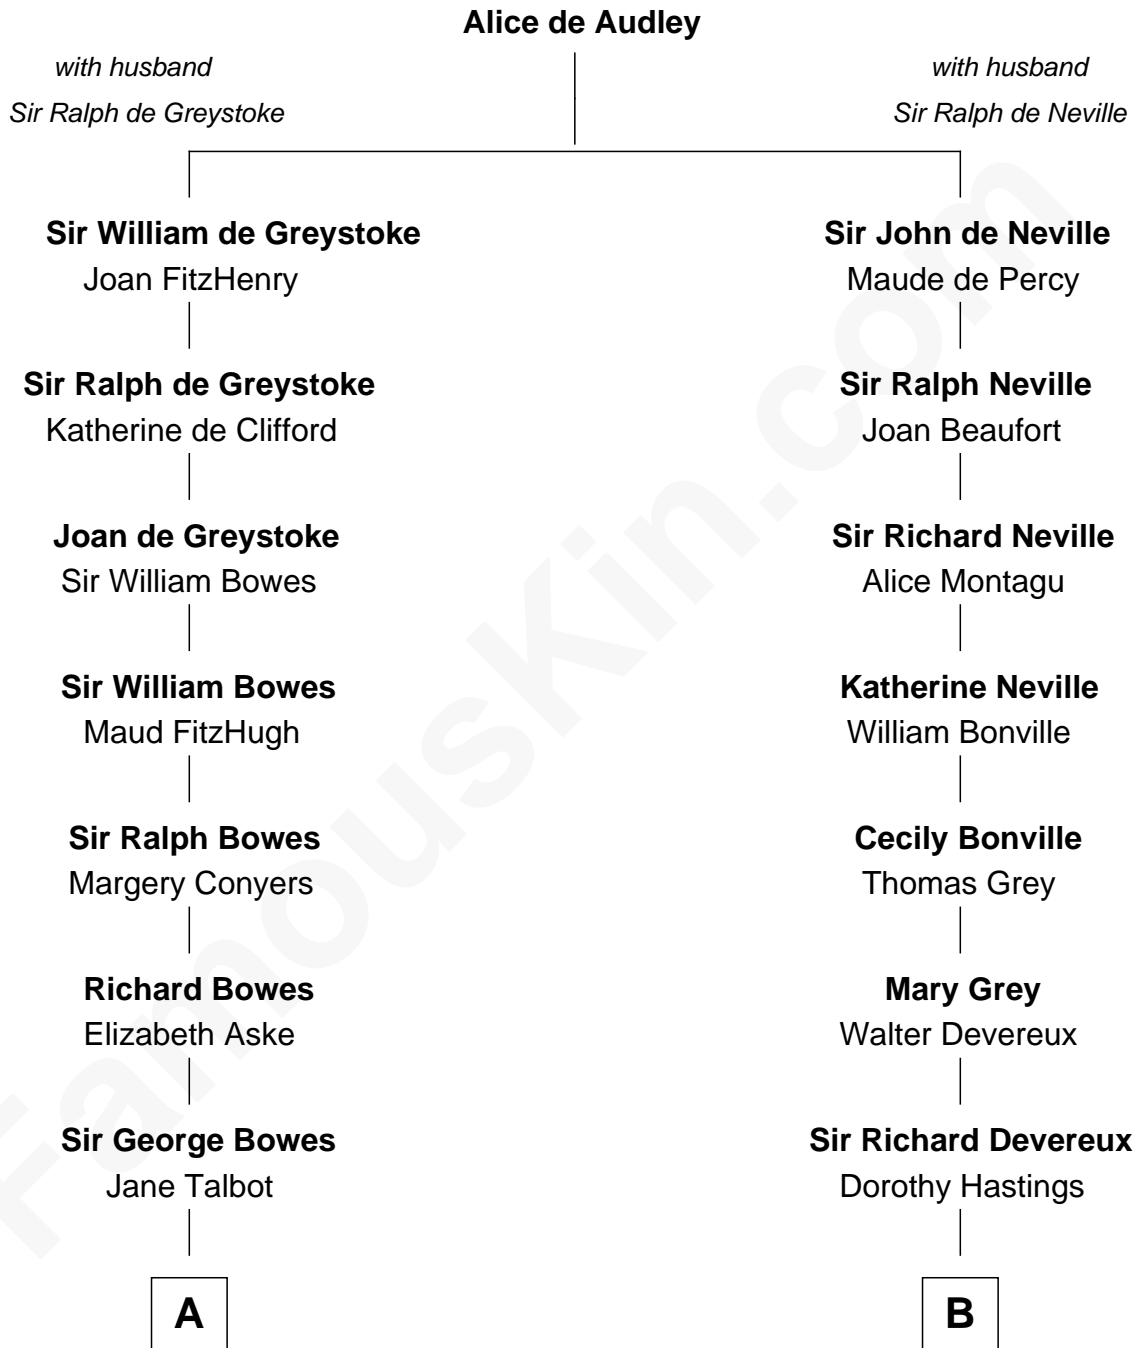 Alice de Audley
with husband
Sir Ralph de Greystoke
with husband
Sir Ralph de Neville
Sir William de Greystoke
Joan FitzHenry
Sir John de Neville
Maude de Percy
Sir Ralph de Greystoke
Katherine de Clifford
Sir Ralph Neville
Joan Beaufort
Joan de Greystoke
Sir William Bowes
Sir Richard Neville
Alice Montagu
Sir William Bowes
Maud FitzHugh
Katherine Neville
William Bonville
Sir Ralph Bowes
Margery Conyers
Cecily Bonville
Thomas Grey
Richard Bowes
Elizabeth Aske
Mary Grey
Walter Devereux
Sir George Bowes
Jane Talbot
Sir Richard Devereux
Dorothy Hastings
A
B
FamousKin.com